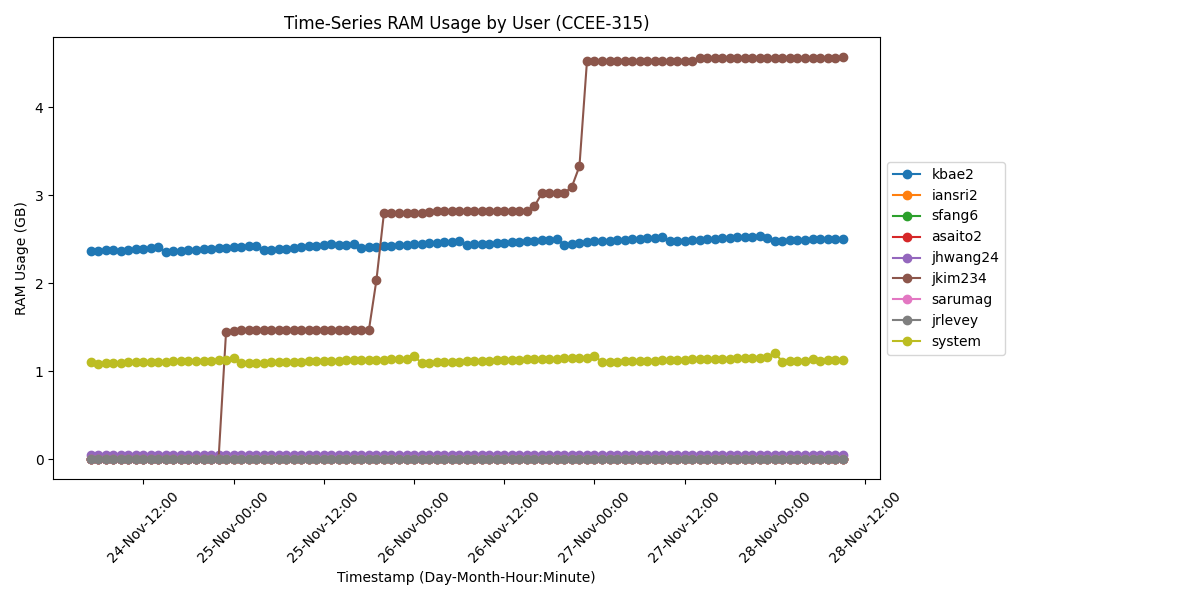 Time-Series RAM Usage by User (CCEE-315)
RAM Usage (GB)
4
3
2
1
0
24-Nov-12:00
25-Nov-00:00
25-Nov-12:00
26-Nov-00:00
26-Nov-12:00
27-Nov-00:00
27-Nov-12:00
28-Nov-00:00
28-Nov-12:00
Timestamp (Day-Month-Hour:Minute)
kbae2
iansri2
sfang6
asaito2
jhwang24
jkim234
sarumag
jrlevey
system